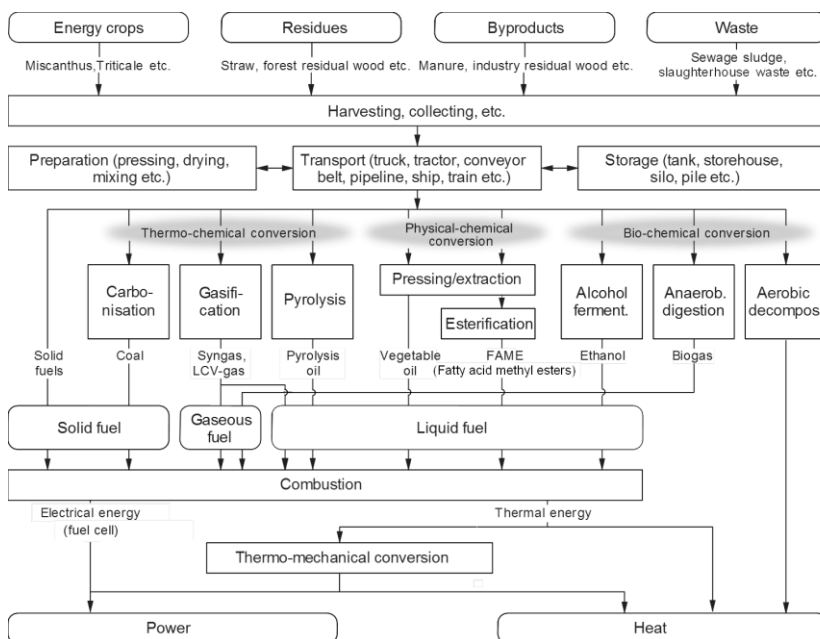 Energy crops
Residues
Byproducts
Waste
Miscanthus,Triticale etc.
Straw, forest residual wood etc.
Manure, industry residual wood etc.
Sewage sludge,
slaughterhouse waste etc.
Harvesting, collecting, etc.
Preparation (pressing, drying,
mixing etc.)
Transport (truck, tractor, conveyor
belt, pipeline, ship, train etc.)
Storage (tank, storehouse,
silo, pile etc.)
Thermo-chemical conversion
Physical-chemical
conversion
Bio-chemical conversion
Carbo-
nisation
Gasifi-
cation
Pyrolysis
Pressing/extraction
Esterification
Alcohol
ferment.
Anaerob.
digestion
Aerobic
decompos
Solid
fuels
Coal
Syngas,
LCV-gas
Pyrolysis
oil
Vegetable
oil
FAME
(Fatty acid methyl esters)
Ethanol
Biogas
Solid fuel
Gaseous
fuel
Liquid fuel
Combustion
Electrical energy
(fuel cell)
Thermal energy
Thermo-mechanical conversion
Power
Heat